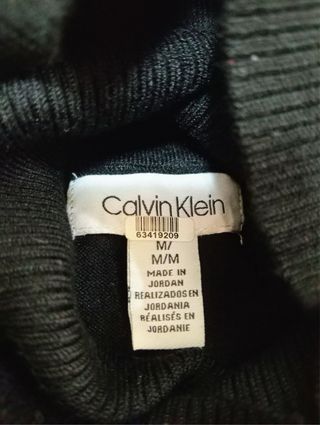 Calvin Klein
63419209
M/
M/M
MADE IN
JORDAN
REALIZADOS EN
JORDANIA
RÉALISÉS EN
JORDANIE